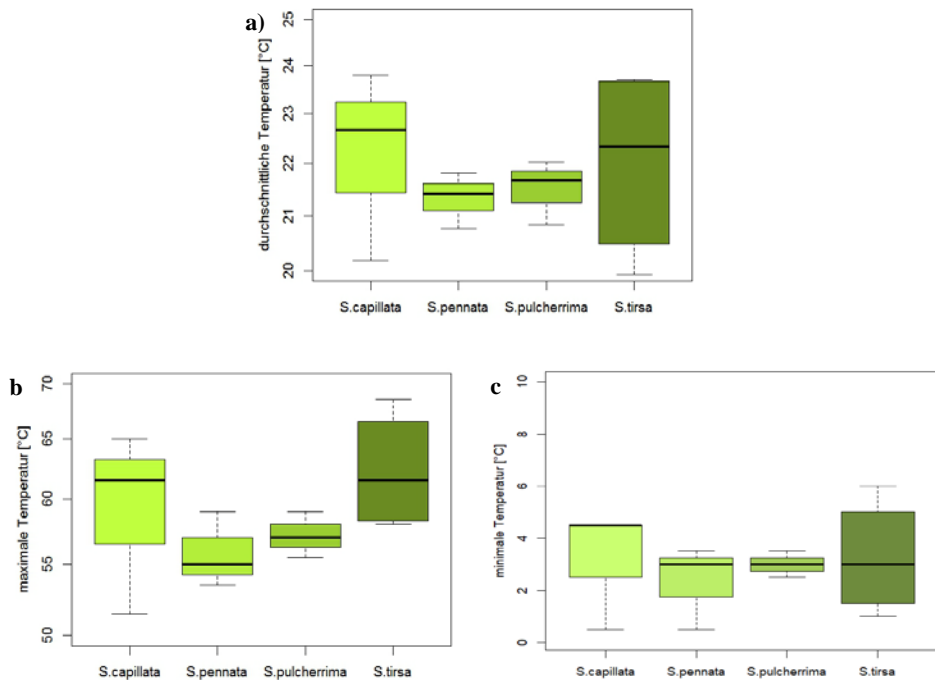 a)
durchschnittliche Temperatur [°C]
25
24
23
22
21
20
S.capillata S.pennata S.pulcherrima S.tirsa
b
maximale Temperatur [°C]
70
65
60
55
50
S.capillata S.pennata S.pulcherrima S.tirsa
c
minimale Temperatur [°C]
10
8
6
4
2
0
S.capillata S.pennata S.pulcherrima S.tirsa